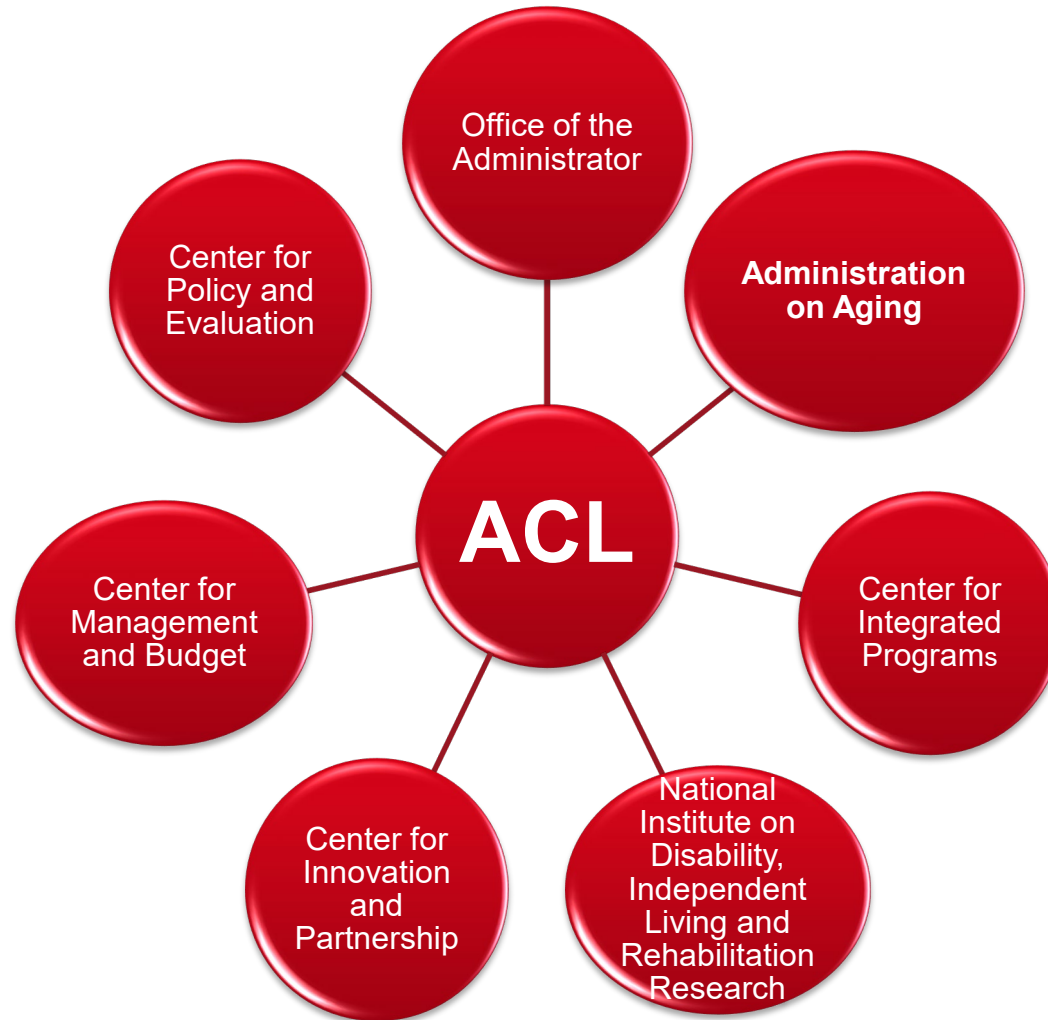 Office of the
Administrator
Administration
on Aging
Center for
Integrated
Programs
National
Institute on
Disability,
Independent
Living and
Rehabilitation
Research
Center for
Innovation
and
Partnership
Center for
Management
and Budget
Center for
Policy and
Evaluation
ACL